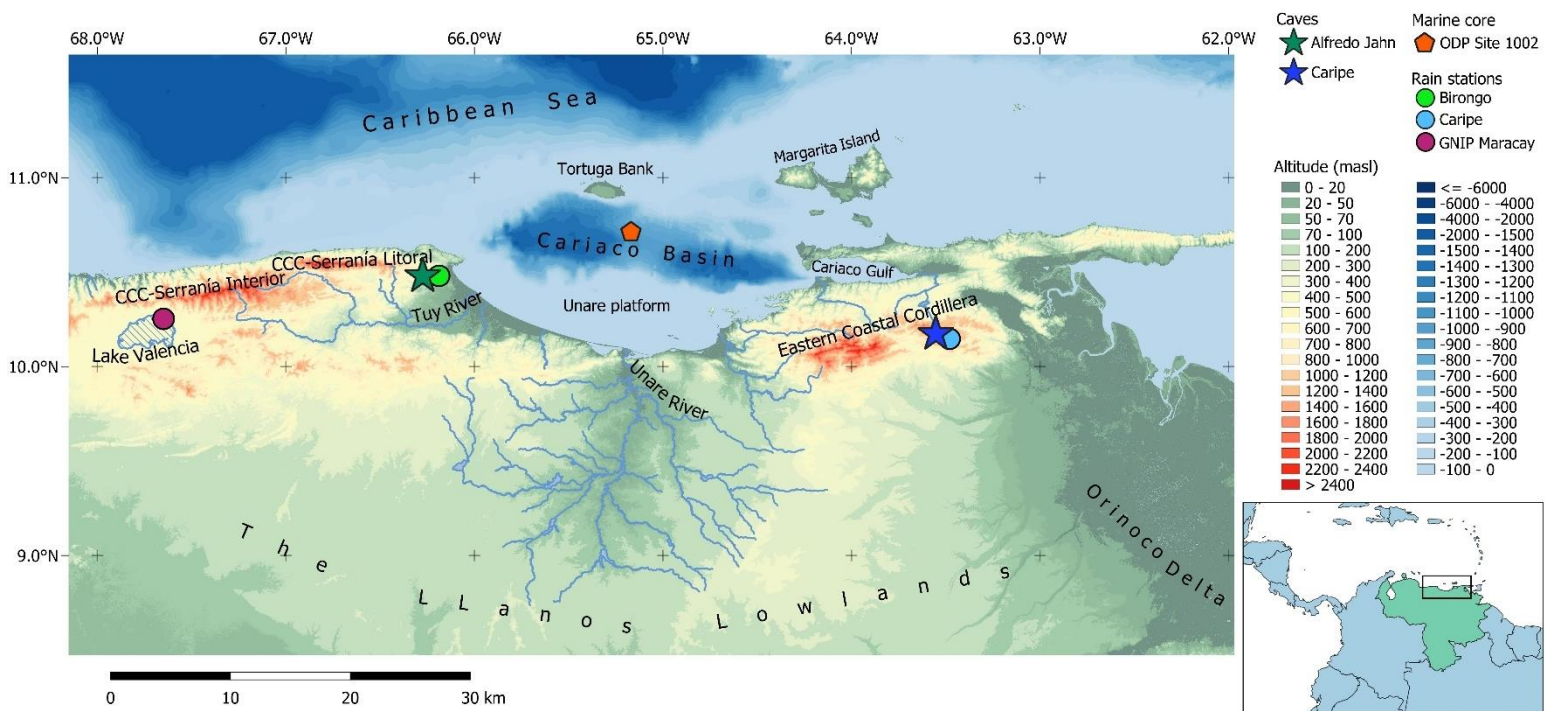 68.0°W
67.0°W
66.0°W
65.0°W
64.0°W
63.0°W
62.0°W
11.0°N
10.0°N
9.0°N
Caribbean Sea
Tortuga Bank
Margarita Island
Cariaco Basin
CCC-Serranía Litoral
CCC-Serranía Interior
Cariaco Gulf
Tuy River
Unare platform
Lake Valencia
Eastern Coastal Cordillera
Unare River
The LLanos Lowlands
Orinoco Delta
0 10 20 30 km
Caves
Alfredo Jahn
Caripe
Marine core
ODP Site 1002
Rain stations
Birongo
Caripe
GNIP Maracay
Altitude (masl)
0 - 20
20 - 50
50 - 70
70 - 100
100 - 200
200 - 300
300 - 400
400 - 500
500 - 600
600 - 700
700 - 800
800 - 1000
1000 - 1200
1200 - 1400
1400 - 1600
1600 - 1800
1800 - 2000
2000 - 2200
2200 - 2400
> 2400
<= -6000
-6000 - -4000
-4000 - -2000
-2000 - -1500
-1500 - -1400
-1400 - -1300
-1300 - -1200
-1200 - -1100
-1100 - -1000
-1000 - -900
-900 - -800
-800 - -700
-700 - -600
-600 - -500
-500 - -400
-400 - -300
-300 - -200
-200 - -100
-100 - 0